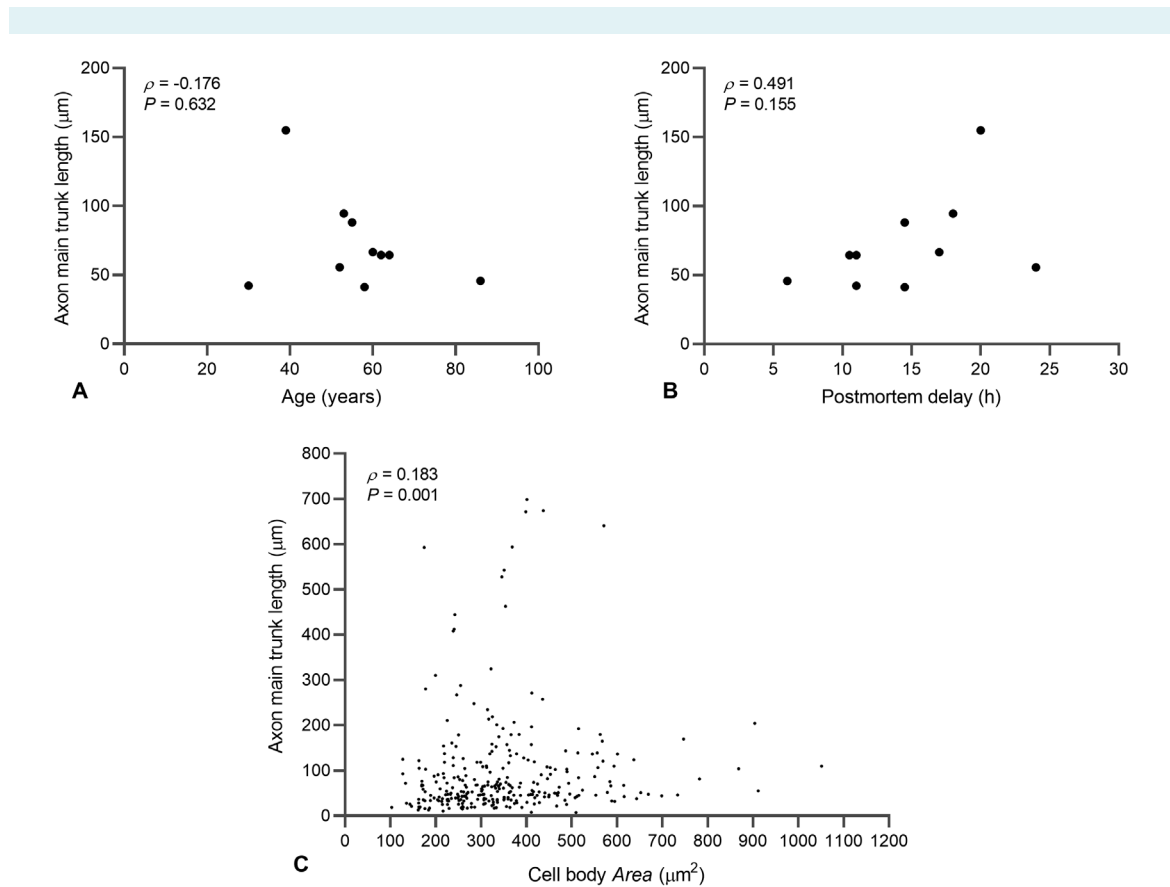 200
150
100
50
0
Axon main trunk length (μm)
ρ = -0.176
P = 0.632
0 20 40 60 80 100
Age (years)
A
200
150
100
50
0
Axon main trunk length (μm)
ρ = 0.491
P = 0.155
0 5 10 15 20 25 30
Postmortem delay (h)
B
800
700
600
500
400
300
200
100
0
Axon main trunk length (μm)
ρ = 0.183
P = 0.001
0 100 200 300 400 500 600 700 800 900 1000 1100 1200
Cell body Area (μm²)
C